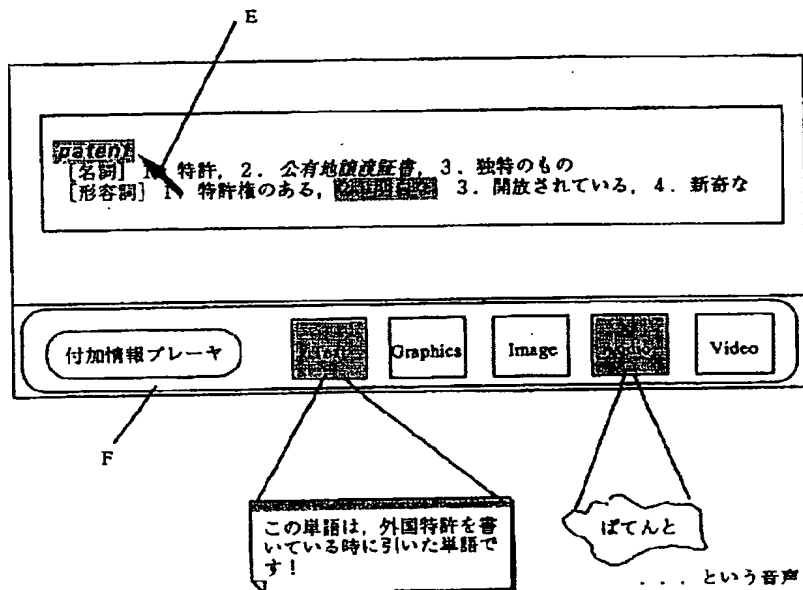 E
patent
[名詞] 1. 特許, 2. 公有地譲渡証書, 3. 独特のもの
[形容詞] 1. 特許権のある, 3. 開放されている, 4. 新奇な
付加情報プレーヤ
Graphics
Image
Audio
Video
F
この単語は,外国特許を書
いている時に引いた単語で
す!
ぱてんと
...という音声